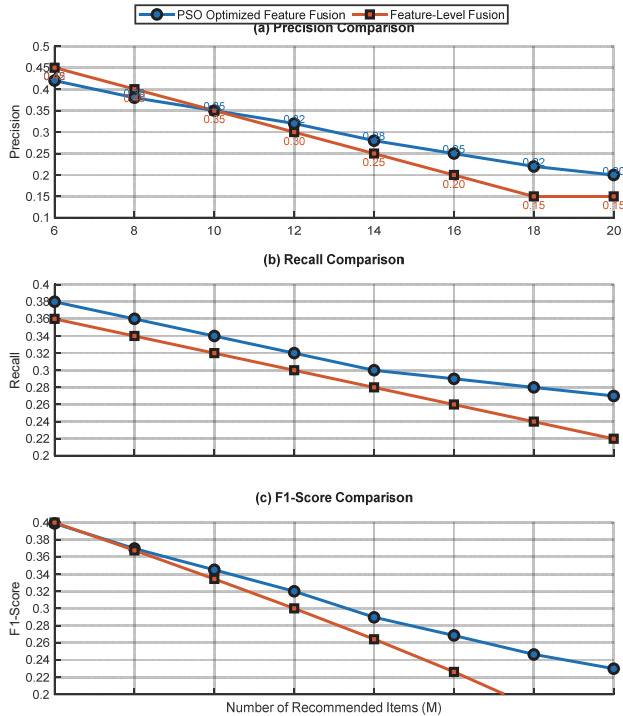 PSO Optimized Feature Fusion Feature-Level Fusion
(a) Precision Comparison
0.5
0.45
0.4
0.35
0.3
0.25
0.2
0.15
0.1
Precision
0.35 0.32 0.28 0.25 0.22 0.20
0.35 0.30 0.25 0.20 0.15 0.15
6 8 10 12 14 16 18 20
(b) Recall Comparison
0.4
0.38
0.36
0.34
0.32
0.3
0.28
0.26
0.24
0.22
0.2
Recall
(c) F1-Score Comparison
0.4
0.38
0.36
0.34
0.32
0.3
0.28
0.26
0.24
0.22
0.2
F1-Score
Number of Recommended Items (M)